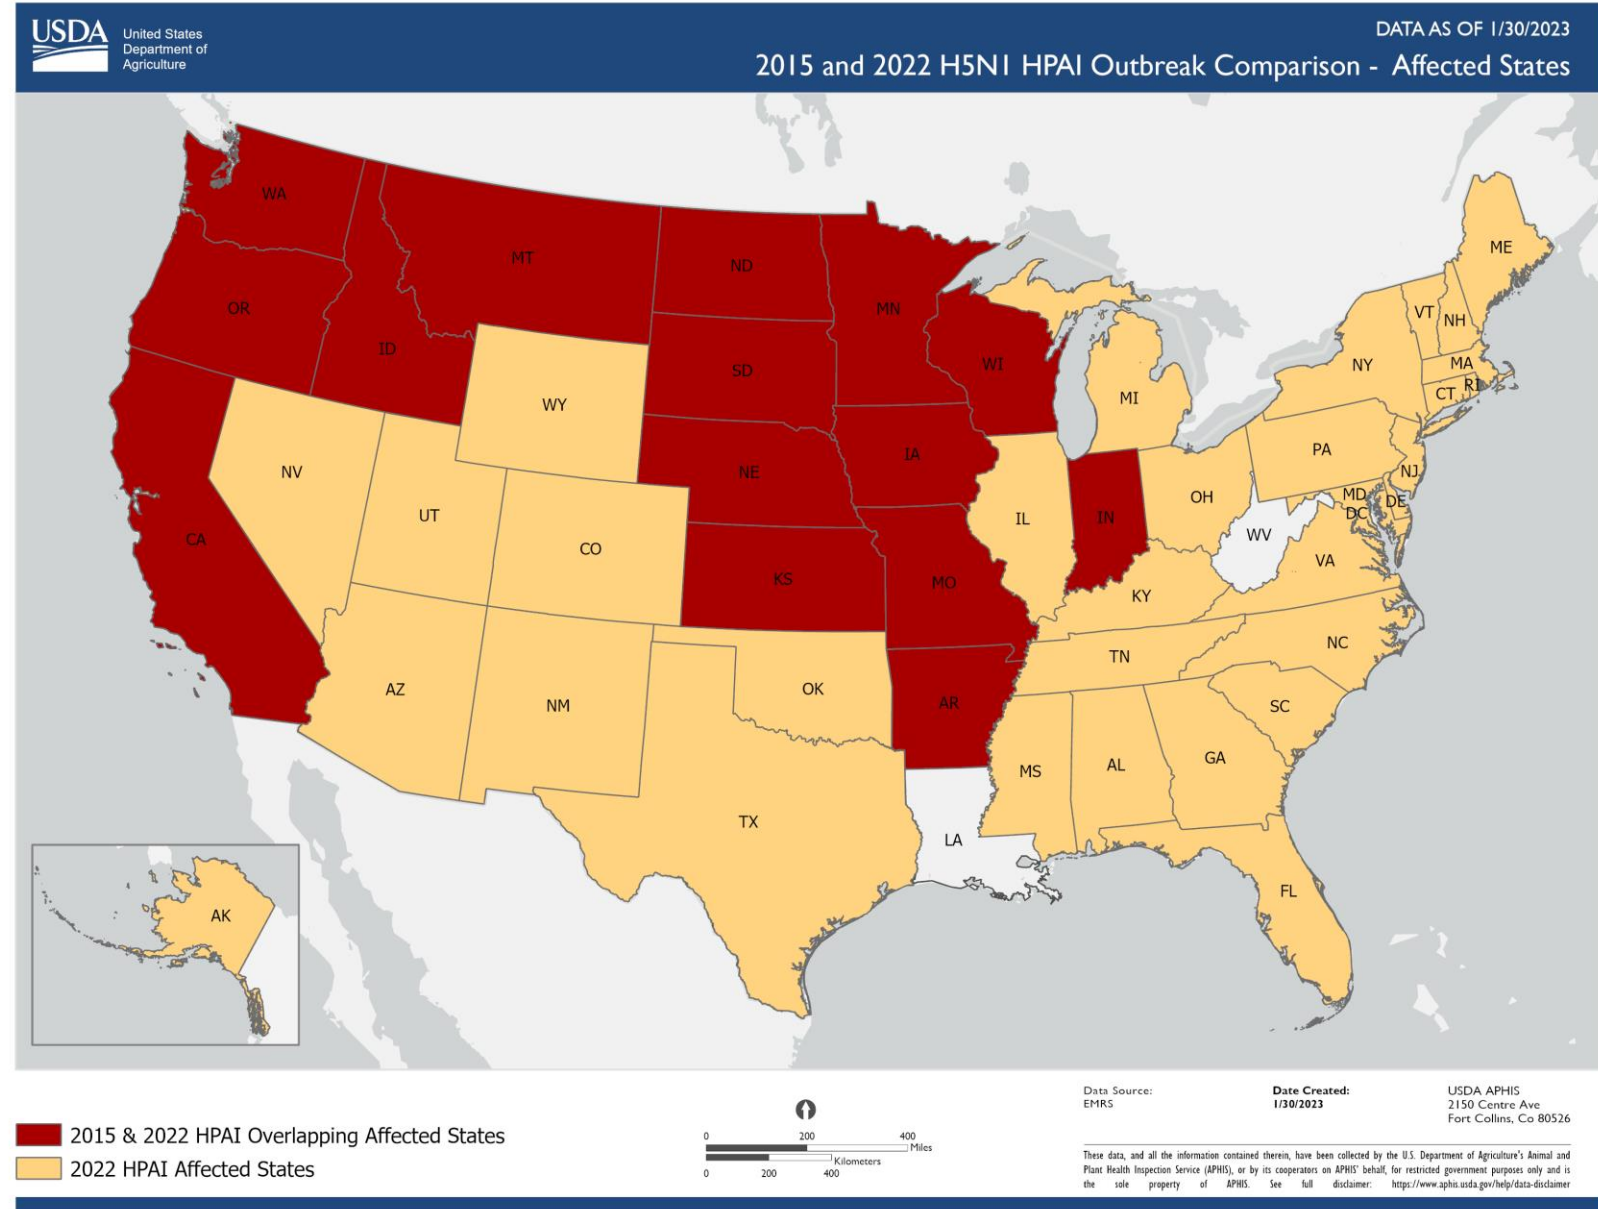 USDA
United States
Department of
Agriculture
DATA AS OF 1/30/2023
2015 and 2022 H5N1 HPAI Outbreak Comparison - Affected States
WA
MT
ND
MN
OR
ID
SD
WI
WY
NE
IA
MI
ME
VT
NH
NY
MA
CT
RI
PA
NJ
NV
UT
CO
CA
KS
MO
IL
IN
OH
WV
MD
DC
DE
VA
KY
NC
TN
AZ
NM
OK
AR
SC
MS
AL
GA
TX
LA
FL
AK
2015 & 2022 HPAI Overlapping Affected States
2022 HPAI Affected States
0 200 400
Miles
Kilometers
0 200 400
Data Source:
EMRS
Date Created:
1/30/2023
USDA APHIS
2150 Centre Ave
Fort Collins, Co 80526
These data, and all the information contained therein, have been collected by the U.S. Department of Agriculture's Animal and
Plant Health Inspection Service (APHIS), or by its cooperators on APHIS' behalf, for restricted government purposes only and is
the sole property of APHIS. See full disclaimer: https://www.aphis.usda.gov/help/data-disclaimer